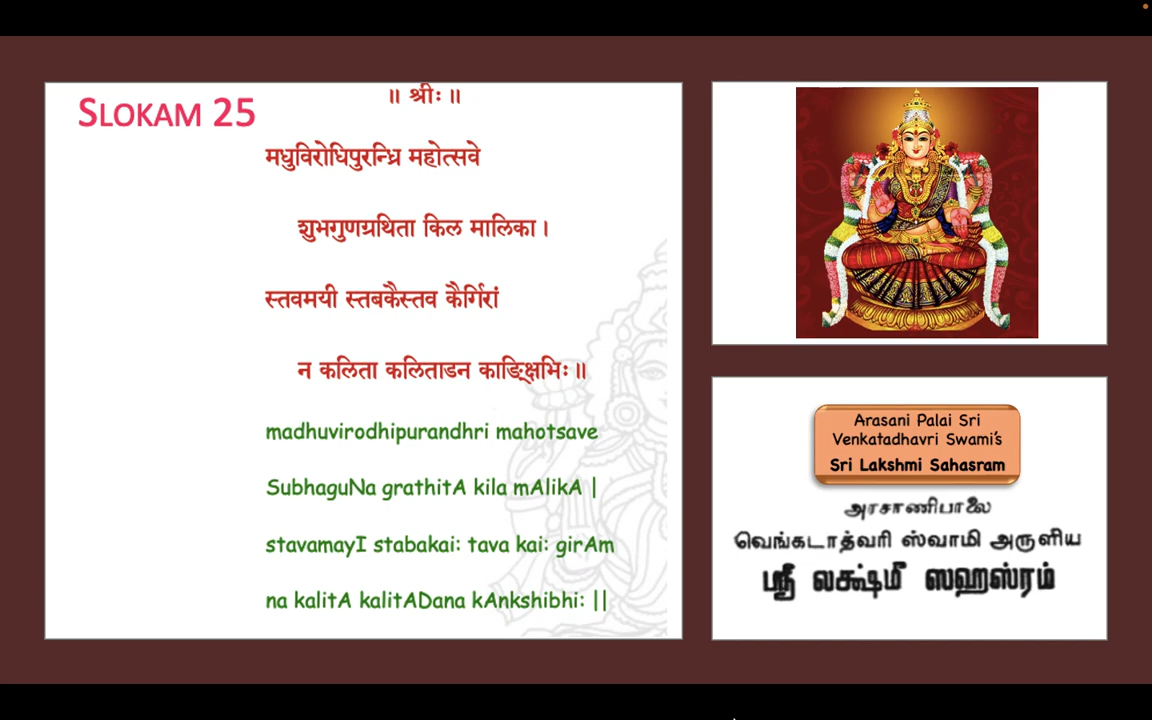 SLOKAM 25
॥ श्रीः ॥
मधुविरोधिपुरन्ध्रि महोत्सवे
शुभगुणग्रथिता किल मालिका ।
स्तवमयी स्तबकैस्तव कैर्गिरां
न कलिता कलिताडन काङ्क्षिभिः ॥
madhuvirodhipurandhri mahotsave
SubhaguNa grathitA kila mAlikA |
stavamayI stabakai: tava kai: girAm
na kalitA kalitADana kAnkshibhi: ||
Arasani Palai Sri
Venkatadhavri Swami's
Sri Lakshmi Sahasram
அரசாணிபாலை
வெங்கடாத்வரி ஸ்வாமி அருளிய
ஸ்ரீ லக்ஷ்மீ ஸஹஸ்ரம்